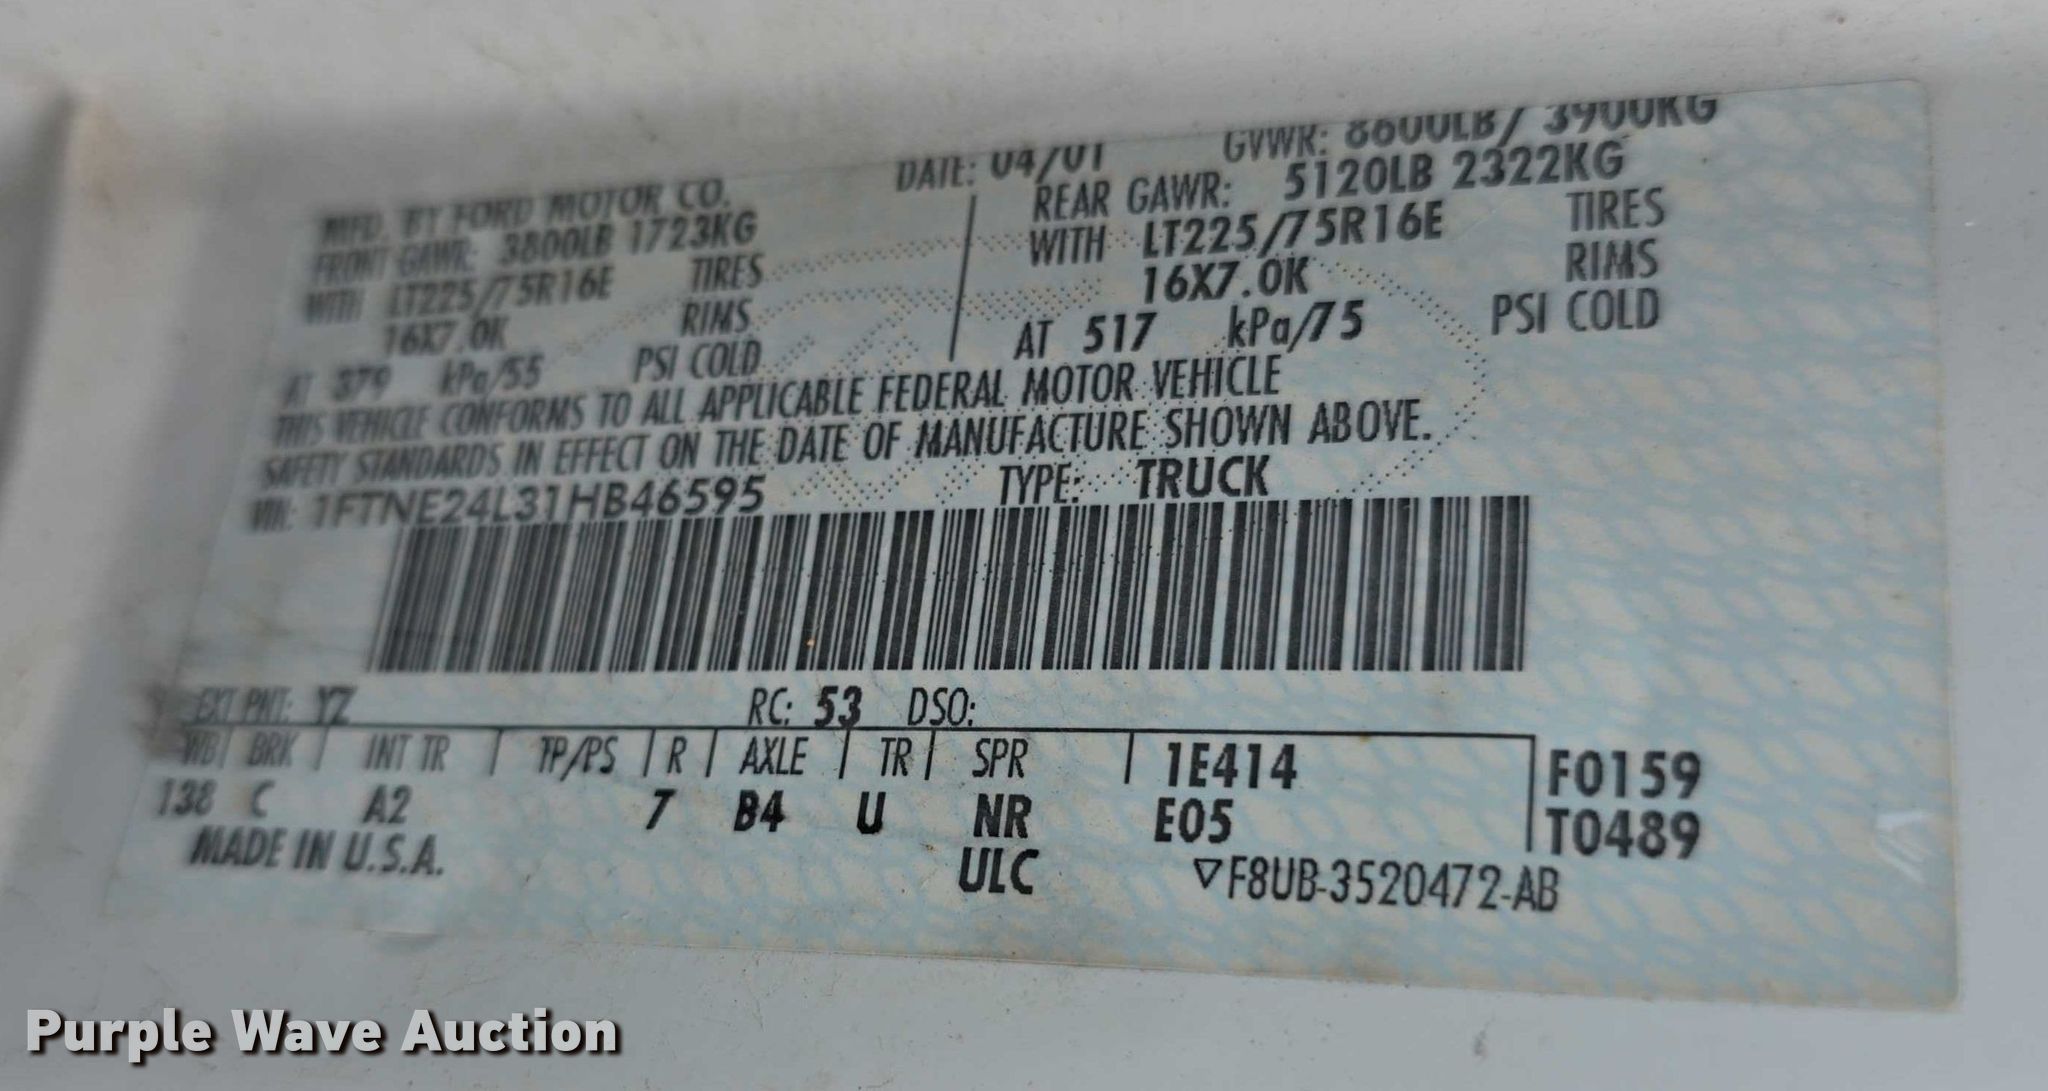 MFD. BY FORD MOTOR CO. DATE: 04/01 GVWR: 8600LB/ 3900KG
FRONT GAWR: 3800LB 1723KG REAR GAWR: 5120LB 2322KG
WITH LT225/75R16E TIRES WITH LT225/75R16E TIRES
16X7.0K RIMS 16X7.0K RIMS
AT 379 kPa/55 PSI COLD AT 517 kPa/75 PSI COLD
THIS VEHICLE CONFORMS TO ALL APPLICABLE FEDERAL MOTOR VEHICLE
SAFETY STANDARDS IN EFFECT ON THE DATE OF MANUFACTURE SHOWN ABOVE.
VIN: 1FTNE24L31HB46595 TYPE: TRUCK
EXT PNT: YZ RC: 53 DSO:
WB BRK INT TR TP/PS R AXLE TR SPR 1E414 F0159
138 C A2 7 B4 U NR E05 T0489
MADE IN U.S.A. ULC ▽F8UB-3520472-AB
Purple Wave Auction